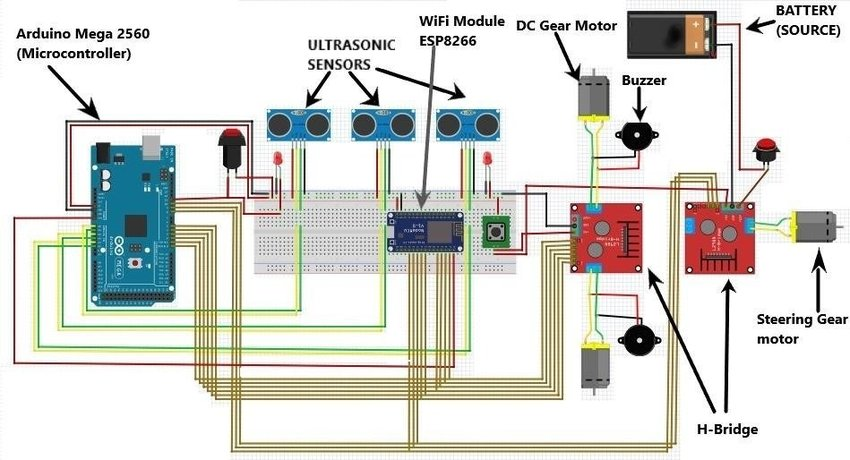 Arduino Mega 2560
(Microcontroller)
ULTRASONIC
SENSORS
WiFi Module
ESP8266
DC Gear Motor
BATTERY
(SOURCE)
Buzzer
Steering Gear
motor
H-Bridge